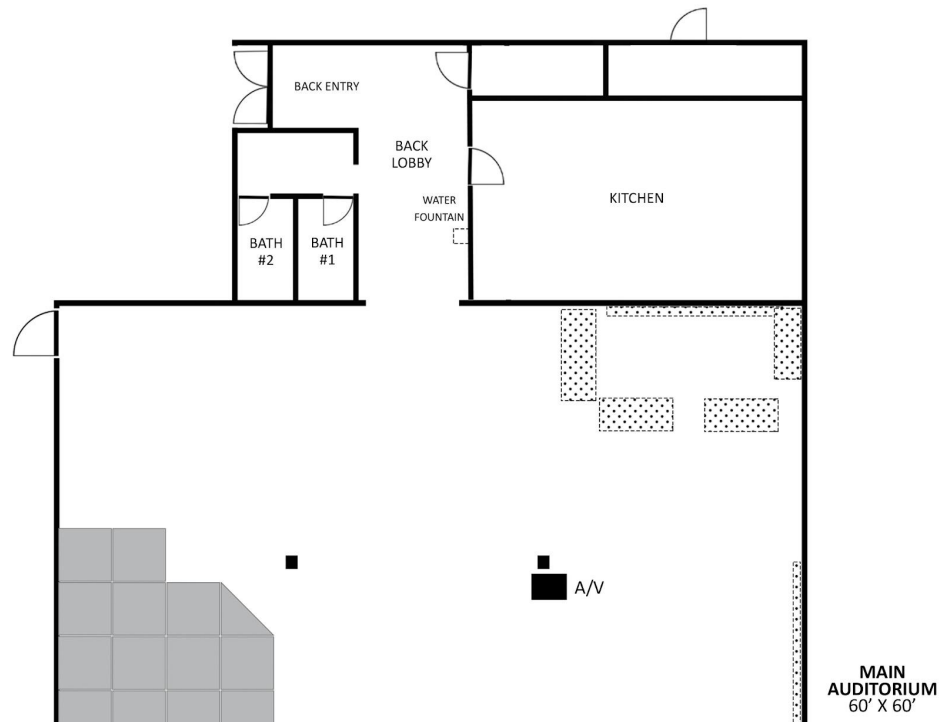 BACK ENTRY
BACK
LOBBY
WATER
FOUNTAIN
KITCHEN
BATH
#2
BATH
#1
A/V
MAIN
AUDITORIUM
60’ X 60’